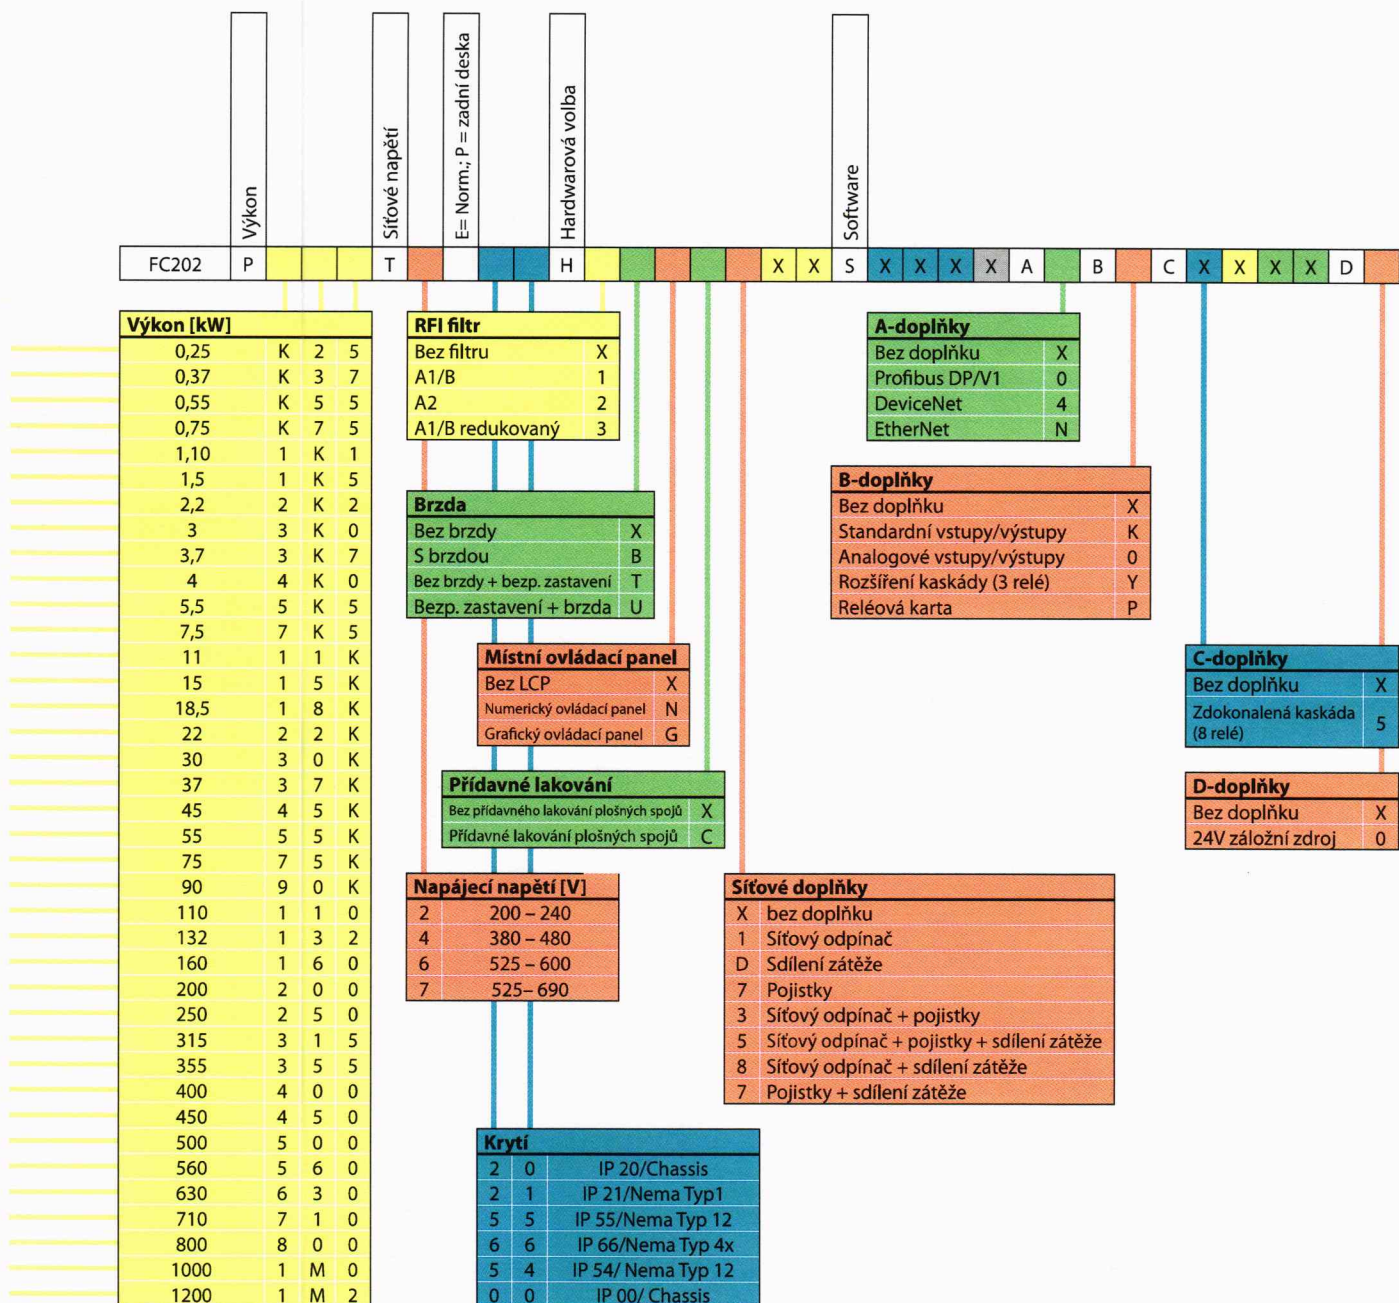 Výkon
Síťové napětí
E= Norm.; P = zadní deska
Hardwarová volba
Software
FC202 P T H X X S X X X X A B C X X X X D
Výkon [kW]
0,25 K 2 5
0,37 K 3 7
0,55 K 5 5
0,75 K 7 5
1,10 1 K 1
1,5 1 K 5
2,2 2 K 2
3 3 K 0
3,7 3 K 7
4 4 K 0
5,5 5 K 5
7,5 7 K 5
11 1 1 K
15 1 5 K
18,5 1 8 K
22 2 2 K
30 3 0 K
37 3 7 K
45 4 5 K
55 5 5 K
75 7 5 K
90 9 0 K
110 1 1 0
132 1 3 2
160 1 6 0
200 2 0 0
250 2 5 0
315 3 1 5
355 3 5 5
400 4 0 0
450 4 5 0
500 5 0 0
560 5 6 0
630 6 3 0
710 7 1 0
800 8 0 0
1000 1 M 0
1200 1 M 2
RFI filtr
Bez filtru X
A1/B 1
A2 2
A1/B redukovaný 3
Brzda
Bez brzdy X
S brzdou B
Bez brzdy + bezp. zastavení T
Bezp. zastavení + brzda U
Místní ovládací panel
Bez LCP X
Numerický ovládací panel N
Grafický ovládací panel G
Přídavné lakování
Bez přídavného lakování plošných spojů X
Přídavné lakování plošných spojů C
Napájecí napětí [V]
2 200 – 240
4 380 – 480
6 525 – 600
7 525– 690
Síťové doplňky
X bez doplňku
1 Síťový odpínač
D Sdílení zátěže
7 Pojistky
3 Síťový odpínač + pojistky
5 Síťový odpínač + pojistky + sdílení zátěže
8 Síťový odpínač + sdílení zátěže
7 Pojistky + sdílení zátěže
Krytí
2 0 IP 20/Chassis
2 1 IP 21/Nema Typ1
5 5 IP 55/Nema Typ 12
6 6 IP 66/Nema Typ 4x
5 4 IP 54/ Nema Typ 12
0 0 IP 00/ Chassis
A-doplňky
Bez doplňku X
Profibus DP/V1 0
DeviceNet 4
EtherNet N
B-doplňky
Bez doplňku X
Standardní vstupy/výstupy K
Analogové vstupy/výstupy 0
Rozšíření kaskády (3 relé) Y
Reléová karta P
C-doplňky
Bez doplňku X
Zdokonalená kaskáda
(8 relé) 5
D-doplňky
Bez doplňku X
24V záložní zdroj 0